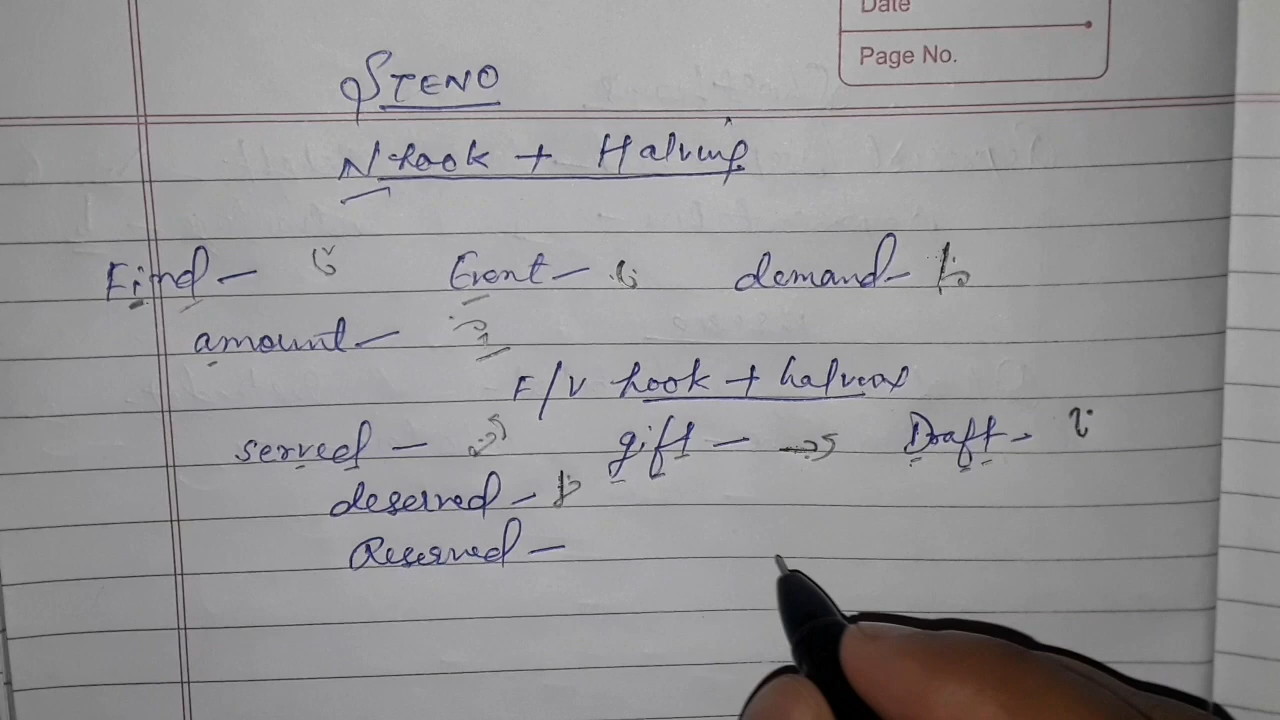 Date
Page No.
STENO
N hook + Halving
Find - Event - demand -
amount -
F/V hook + halving
served - gift - Draft -
deserved -
Reserved -